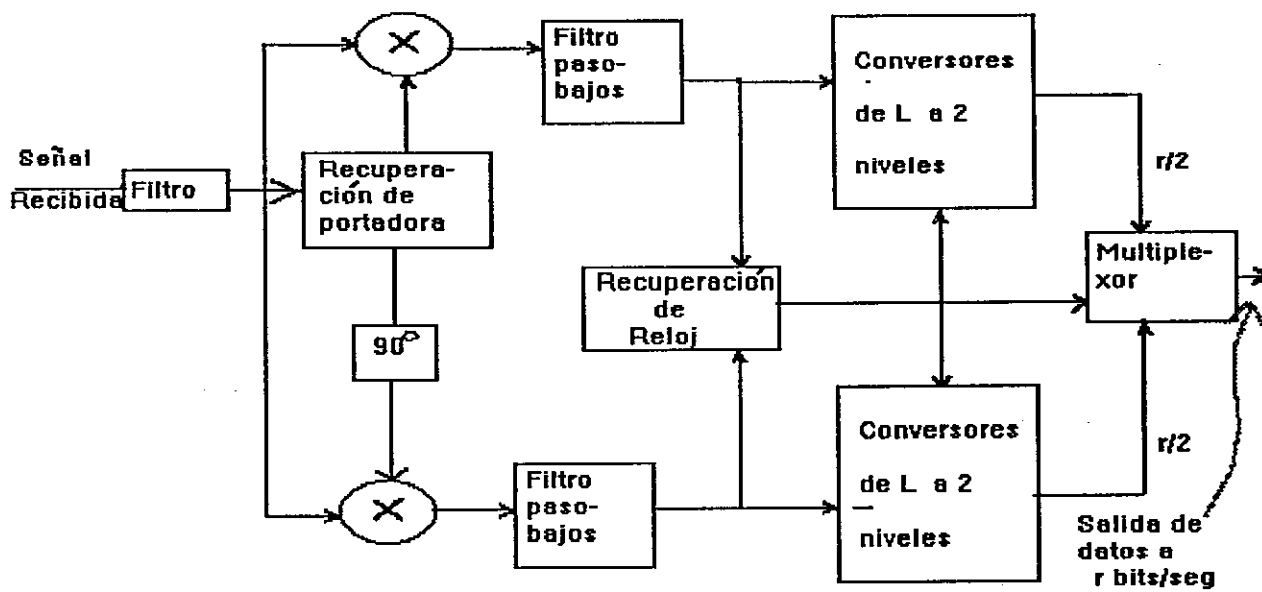 Señal
Recibida
Filtro
X
Recupera-
ción de
portadora
90°
X
Filtro
paso-
bajos
Filtro
paso-
bajos
Recuperación
de
Reloj
Conversores
de L a 2
niveles
Conversores
de L a 2
niveles
r/2
r/2
Multiple-
xor
Salida de
datos a
r bits/seg